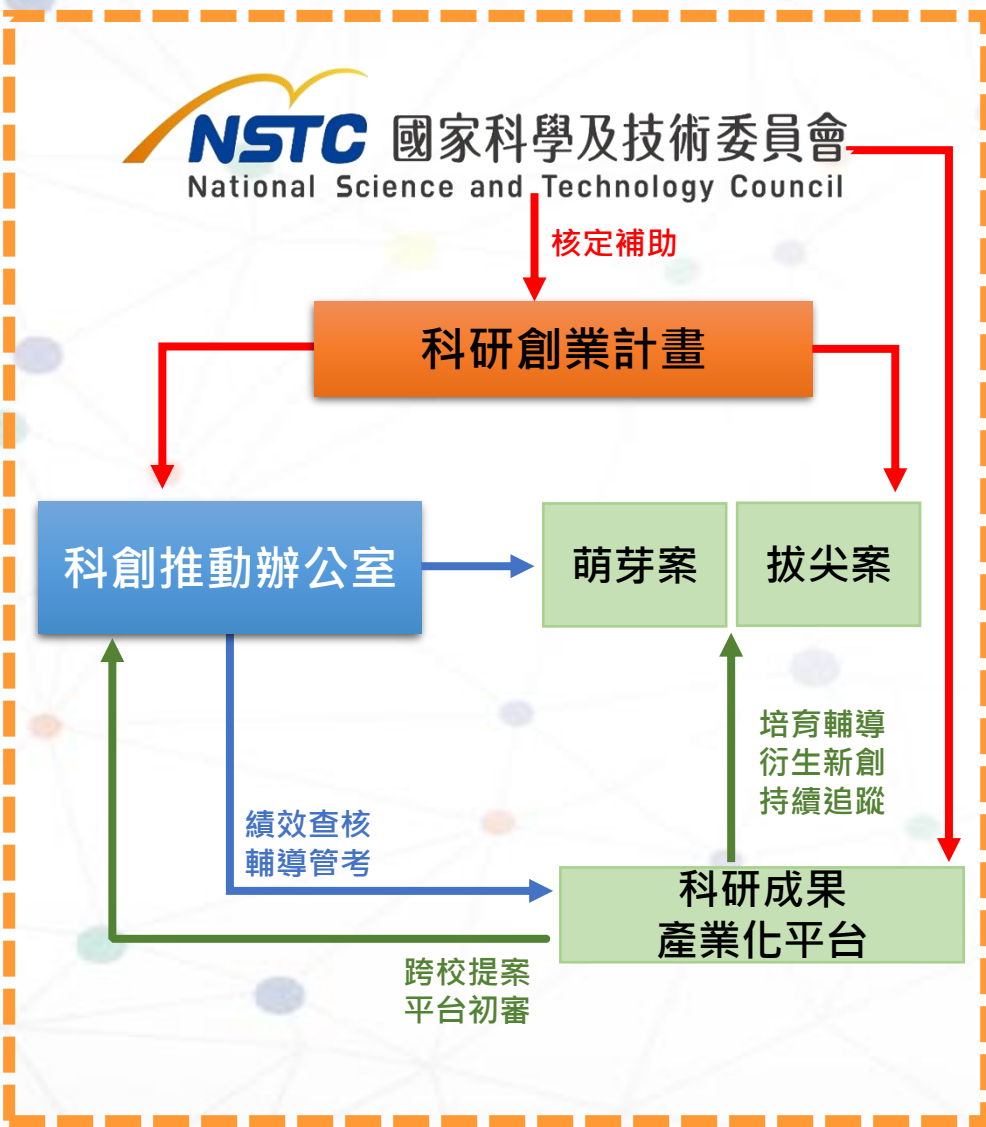 NSTC 國家科學及技術委員會
National Science and Technology Council
核定補助
科研創業計畫
科創推動辦公室
萌芽案
拔尖案
培育輔導
衍生新創
持續追蹤
績效查核
輔導管考
科研成果
產業化平台
跨校提案
平台初審